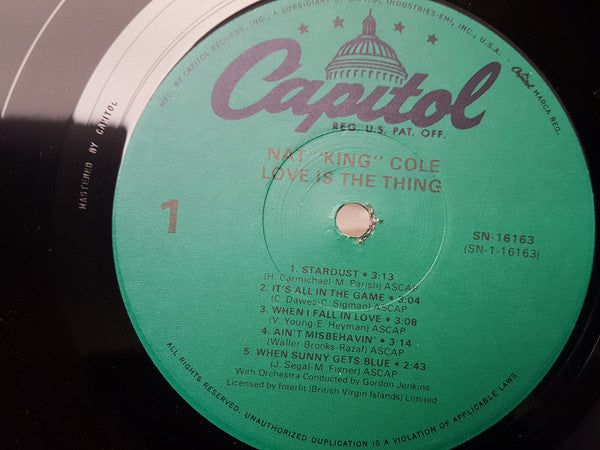 MFD. BY CAPITOL RECORDS, INC., A SUBSIDIARY OF CAPITOL INDUSTRIES-EMI, INC., U.S.A.
Capitol MARCA REG.
Capitol
REG. U.S. PAT. OFF.
NAT "KING" COLE
LOVE IS THE THING
MASTERED BY CAPITOL
1
SN-16163
(SN-1-16163)
1. STARDUST • 3:13
(H. Carmichael-M. Parish) ASCAP
2. IT'S ALL IN THE GAME • 3:04
(C. Dawes-C. Sigman) ASCAP
3. WHEN I FALL IN LOVE • 3:08
(V. Young-E. Heyman) ASCAP
4. AIN'T MISBEHAVIN' • 3:14
(Waller-Brooks-Razaf) ASCAP
5. WHEN SUNNY GETS BLUE • 2:43
(J. Segal-M. Fisher) ASCAP
With Orchestra Conducted by Gordon Jenkins
Licensed by Interlit (British Virgin Islands) Limited
ALL RIGHTS RESERVED. UNAUTHORIZED DUPLICATION IS A VIOLATION OF APPLICABLE LAWS.